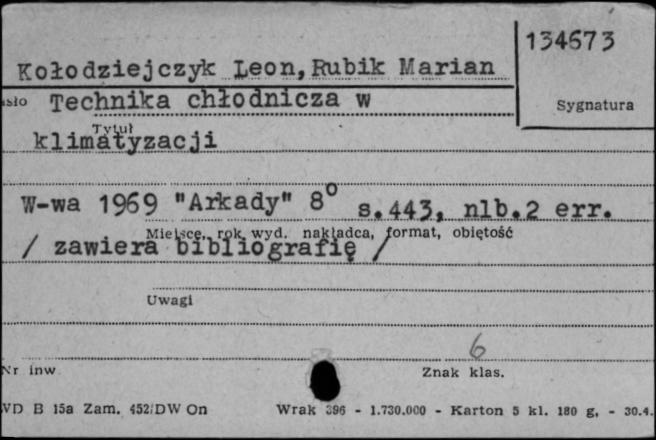 134673
Kołodziejczyk Leon, Rubik Marian
asło Technika chłodnicza w
Sygnatura
Tytuł
klimatyzacji
W-wa 1969 "Arkady" 8° s.443, nlb.2 err.
Miejsce, rok wyd. nakładca, format, objętość
/ zawiera bibliografię /
Uwagi
6
Nr inw.
Znak klas.
WD B 15a Zam. 452/DW On Wrak 396 - 1.730.000 - Karton 5 kl. 180 g. - 30.4.